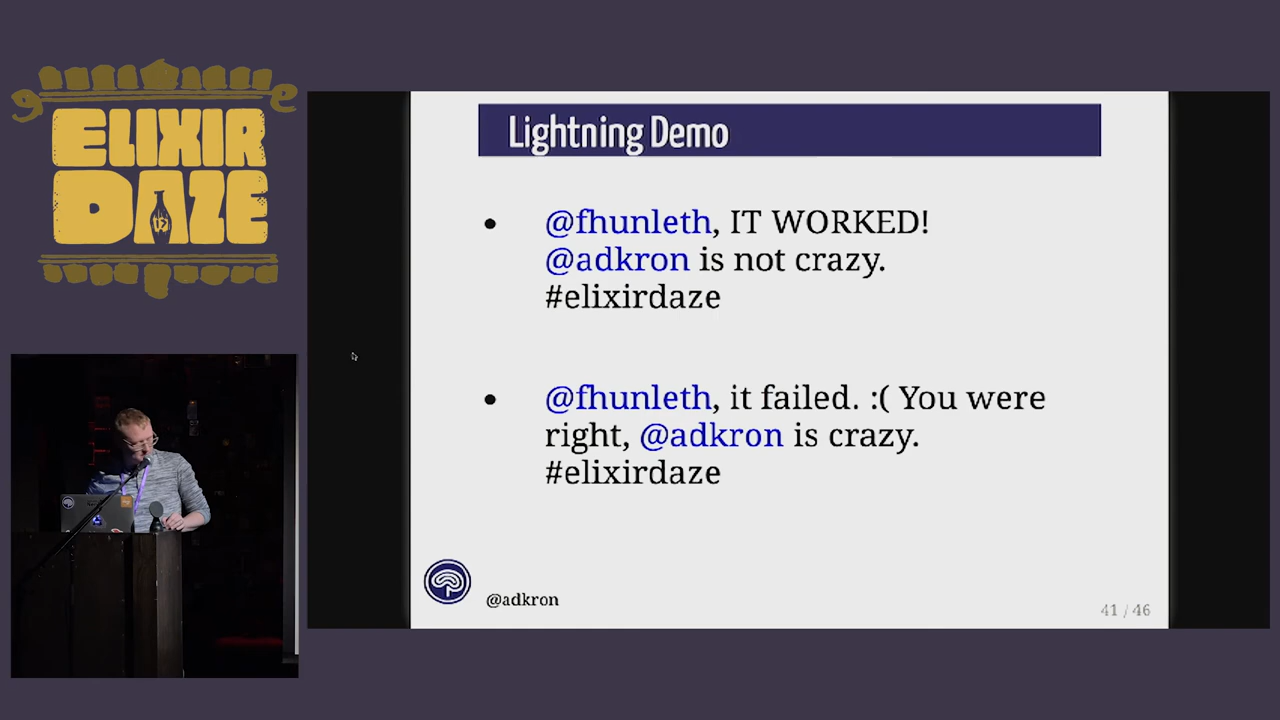 ELIXIR
DAZE
Lightning Demo
@fhunleth, IT WORKED!
@adkron is not crazy.
#elixirdaze
@fhunleth, it failed. :( You were
right, @adkron is crazy.
#elixirdaze
@adkron
41 / 46